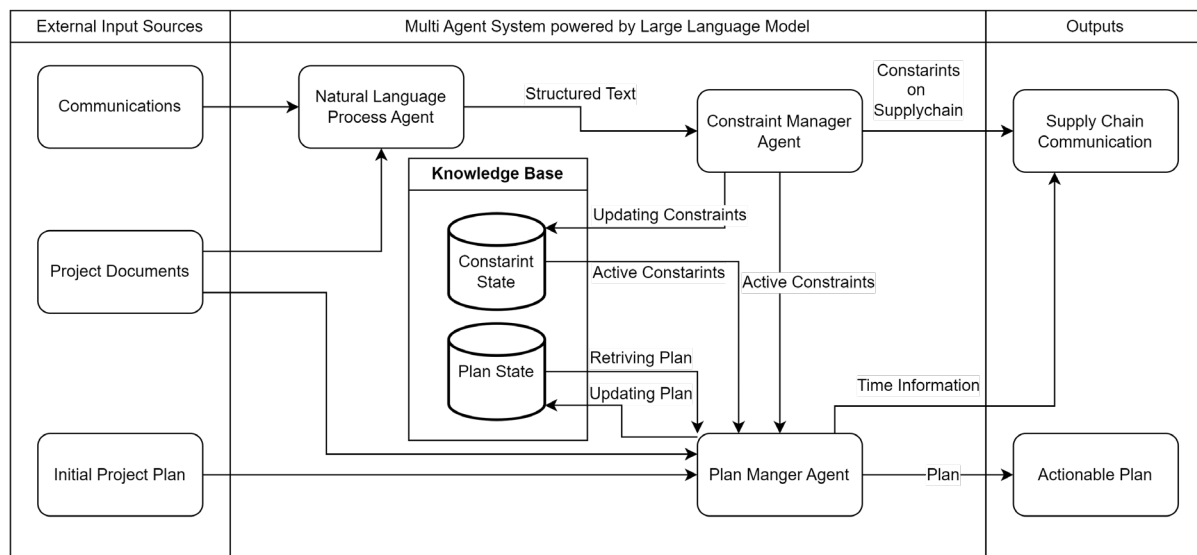 External Input Sources
Multi Agent System powered by Large Language Model
Outputs
Communications
Natural Language
Process Agent
Structured Text
Constraint Manager
Agent
Constarints
on
Supplychain
Supply Chain
Communication
Knowledge Base
Updating Constraints
Project Documents
Constarint
State
Active Constarints
Active Constraints
Plan State
Retriving Plan
Updating Plan
Time Information
Initial Project Plan
Plan Manger Agent
Plan
Actionable Plan